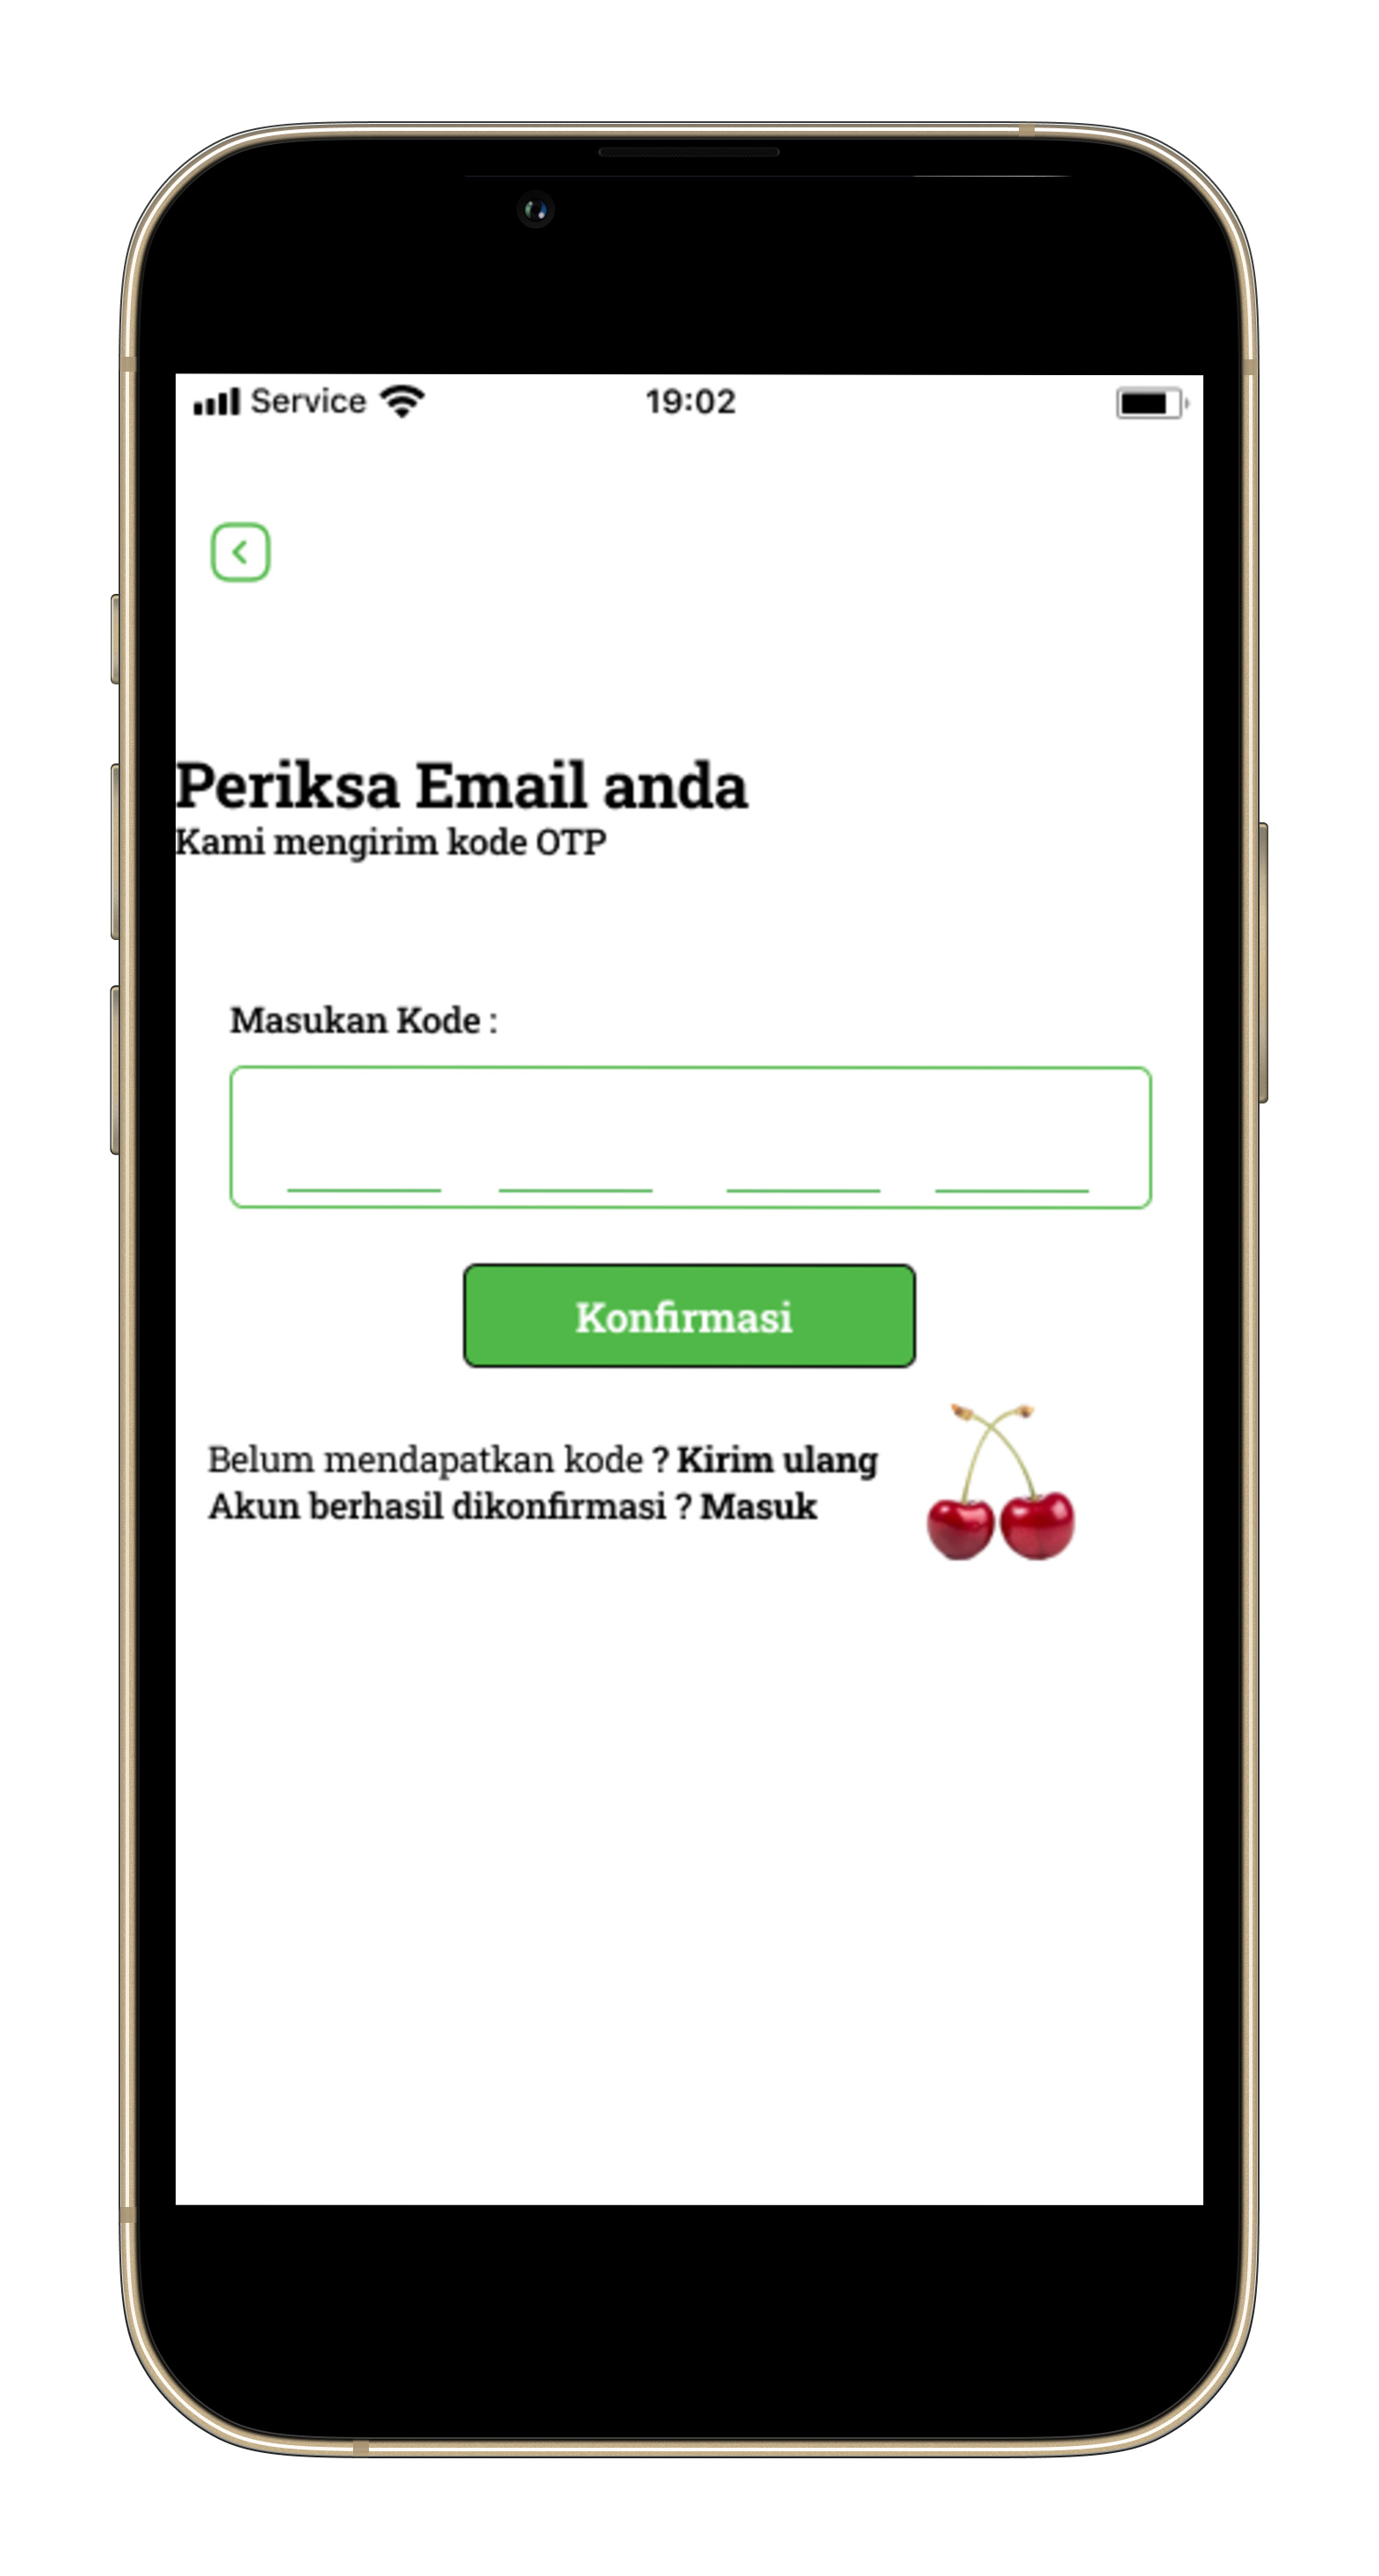 Service 19:02
Periksa Email anda
Kami mengirim kode OTP
Masukan Kode :
Konfirmasi
Belum mendapatkan kode ? Kirim ulang
Akun berhasil dikonfirmasi ? Masuk